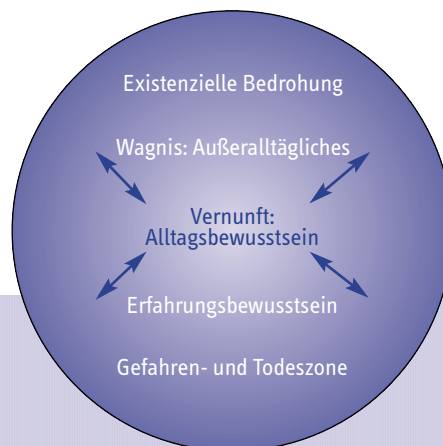 Existenzielle Bedrohung
Wagnis: Außeralltägliches
Vernunft:
Alltagsbewusstsein
Erfahrungsbewusstsein
Gefahren- und Todeszone